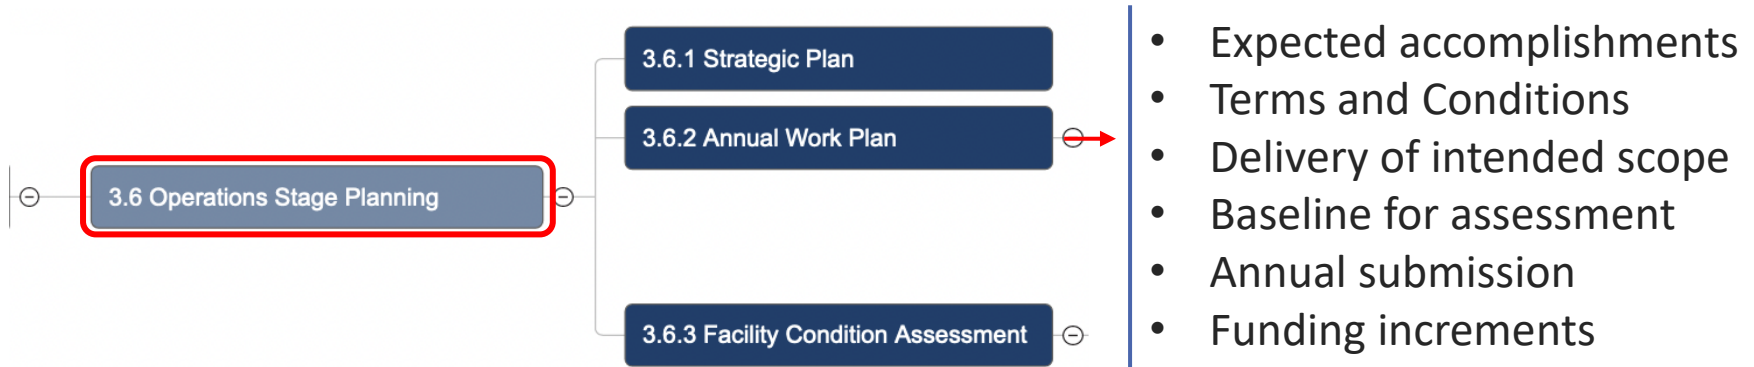 3.6 Operations Stage Planning
3.6.1 Strategic Plan
3.6.2 Annual Work Plan
3.6.3 Facility Condition Assessment
• Expected accomplishments
• Terms and Conditions
• Delivery of intended scope
• Baseline for assessment
• Annual submission
• Funding increments